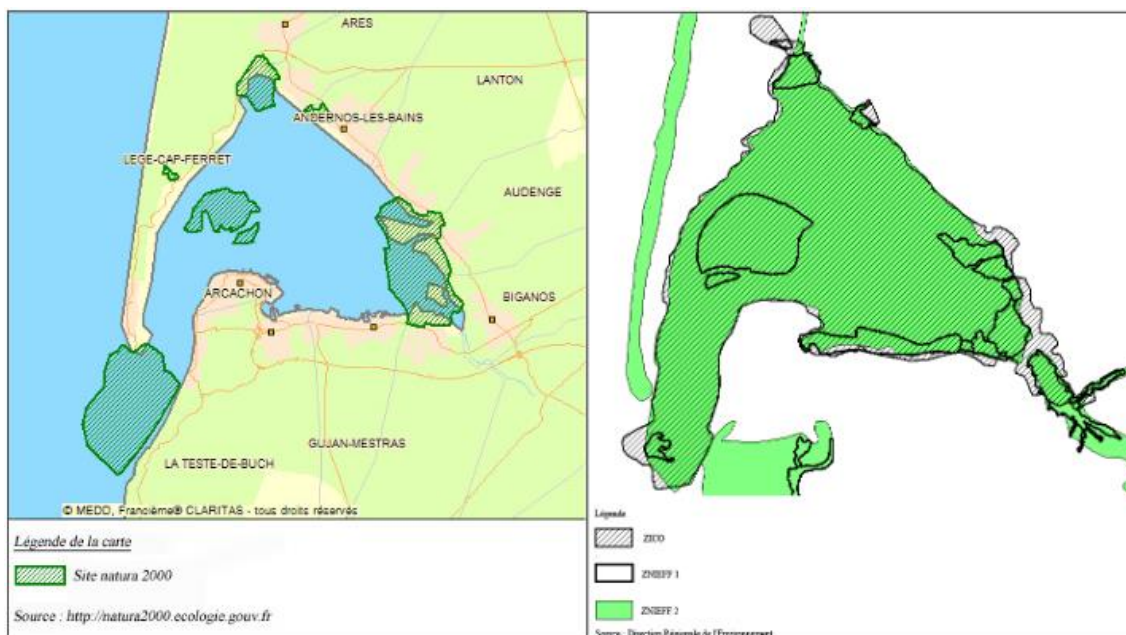 ARES
LANTON
ANDERNOS-LES-BAINS
LEGE-CAP-FERRET
AUDENGE
ARCACHON
BIGANOS
GUJAN-MESTRAS
LA TESTE-DE-BUCH
© MEDD, Francième® CLARITAS - tous droits réservés
Légende de la carte
Site natura 2000
Source : http://natura2000.ecologie.gouv.fr
Légende
ZICO
ZNIEFF 1
ZNIEFF 2
Source : Direction Régionale de l'Environnement